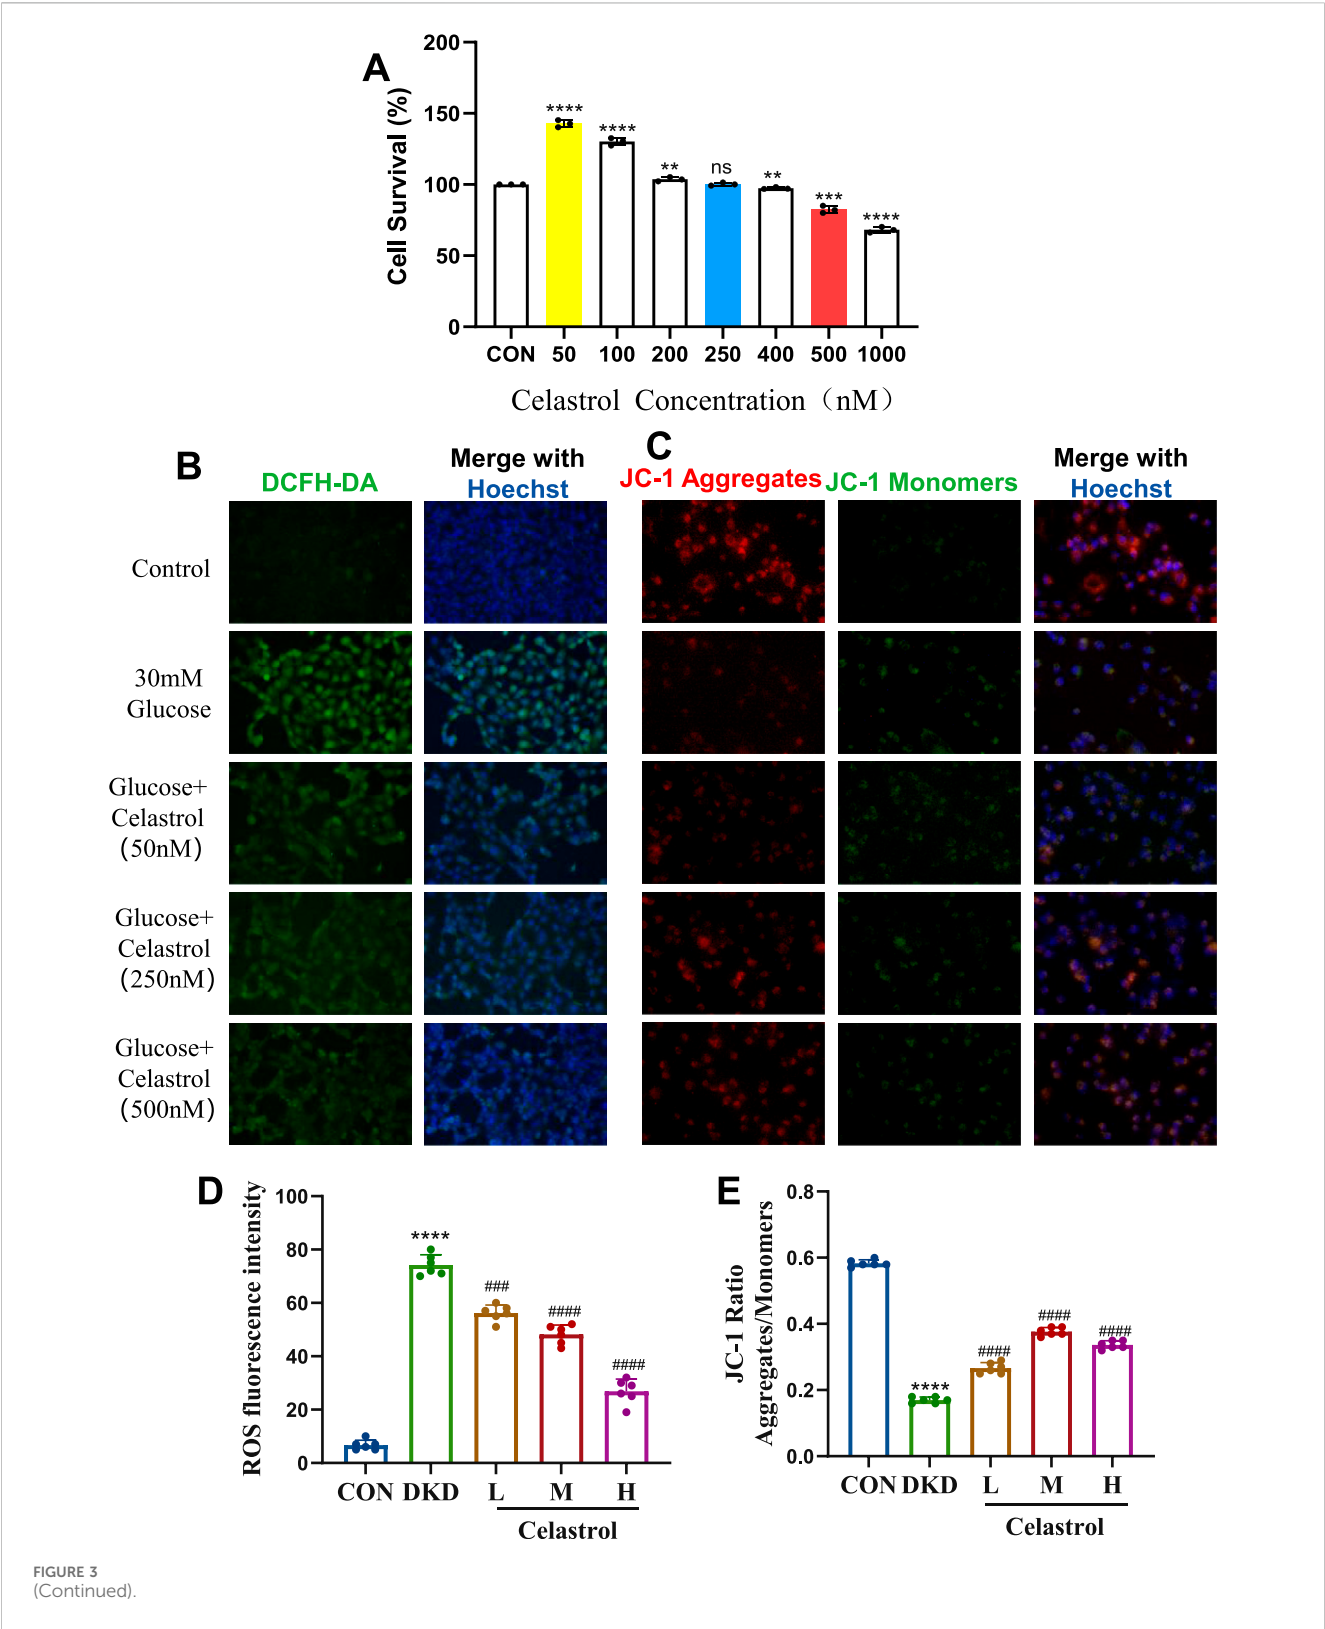 A
Cell Survival (%)
200
150
100
50
0
****
****
**
ns
**
***
****
CON 50 100 200 250 400 500 1000
Celastrol Concentration（nM）
B
DCFH-DA
Merge with
Hoechst
C
JC-1 Aggregates
JC-1 Monomers
Merge with
Hoechst
Control
30mM
Glucose
Glucose+
Celastrol
(50nM)
Glucose+
Celastrol
(250nM)
Glucose+
Celastrol
(500nM)
D
ROS fluorescence intensity
100
80
60
40
20
0
****
###
####
####
CON DKD L M H
Celastrol
E
JC-1 Ratio
Aggregates/Monomers
0.8
0.6
0.4
0.2
0.0
****
####
####
####
CON DKD L M H
Celastrol
FIGURE 3
(Continued).